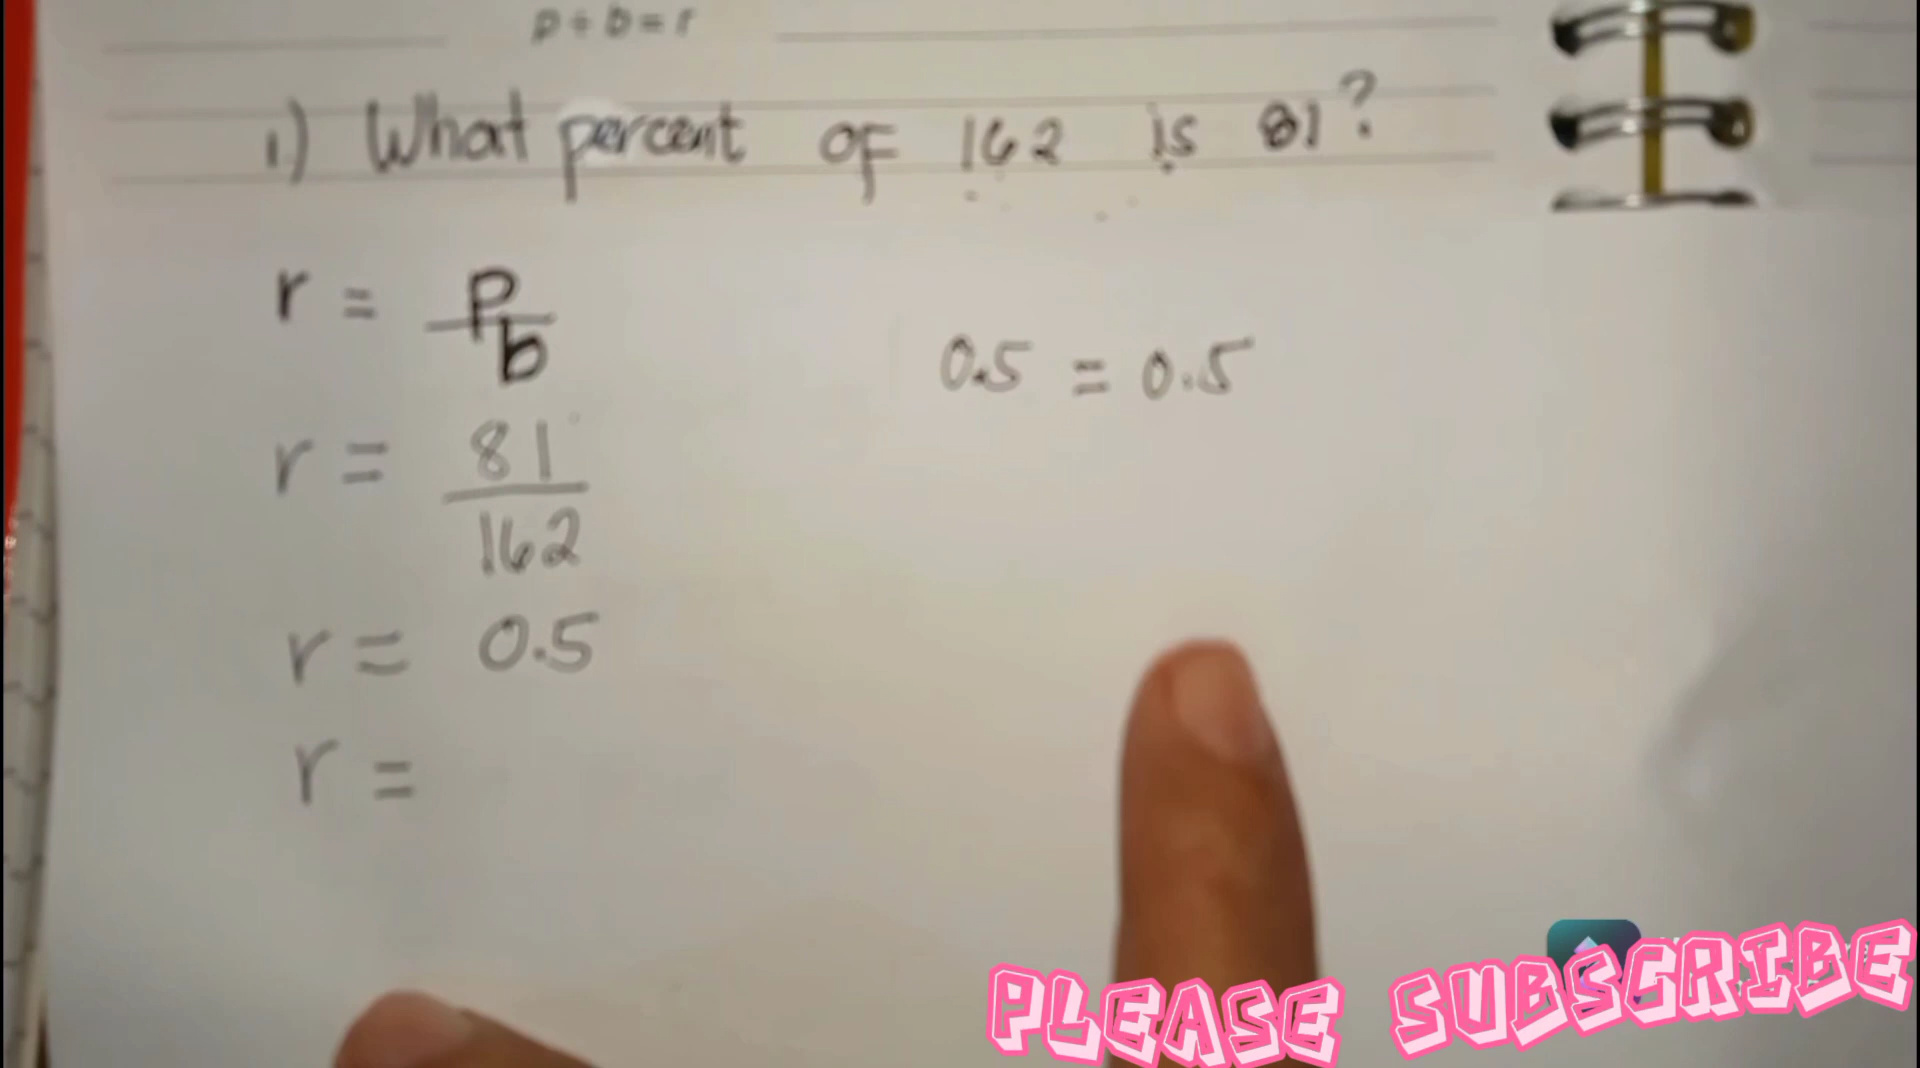 p ÷ b = r
1.) What percent of 162 is 81?
r = P/b
0.5 = 0.5
r = 81/162
r = 0.5
r =
PLEASE SUBSCRIBE